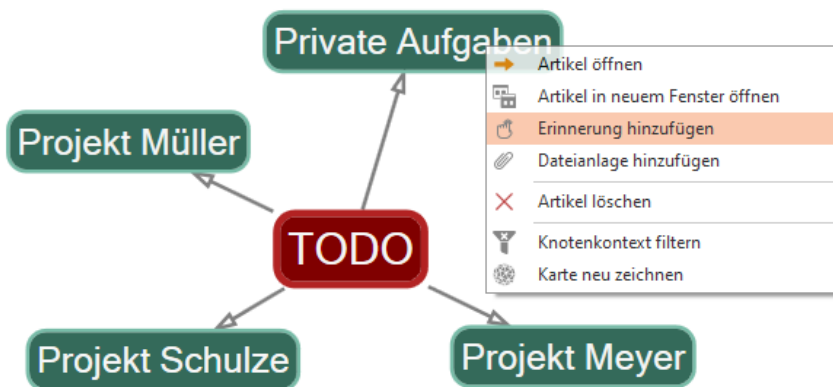 Private Aufgaben
Artikel öffnen
Artikel in neuem Fenster öffnen
Erinnerung hinzufügen
Dateianlage hinzufügen
Artikel löschen
Knotenkontext filtern
Karte neu zeichnen
Projekt Müller
TODO
Projekt Schulze
Projekt Meyer